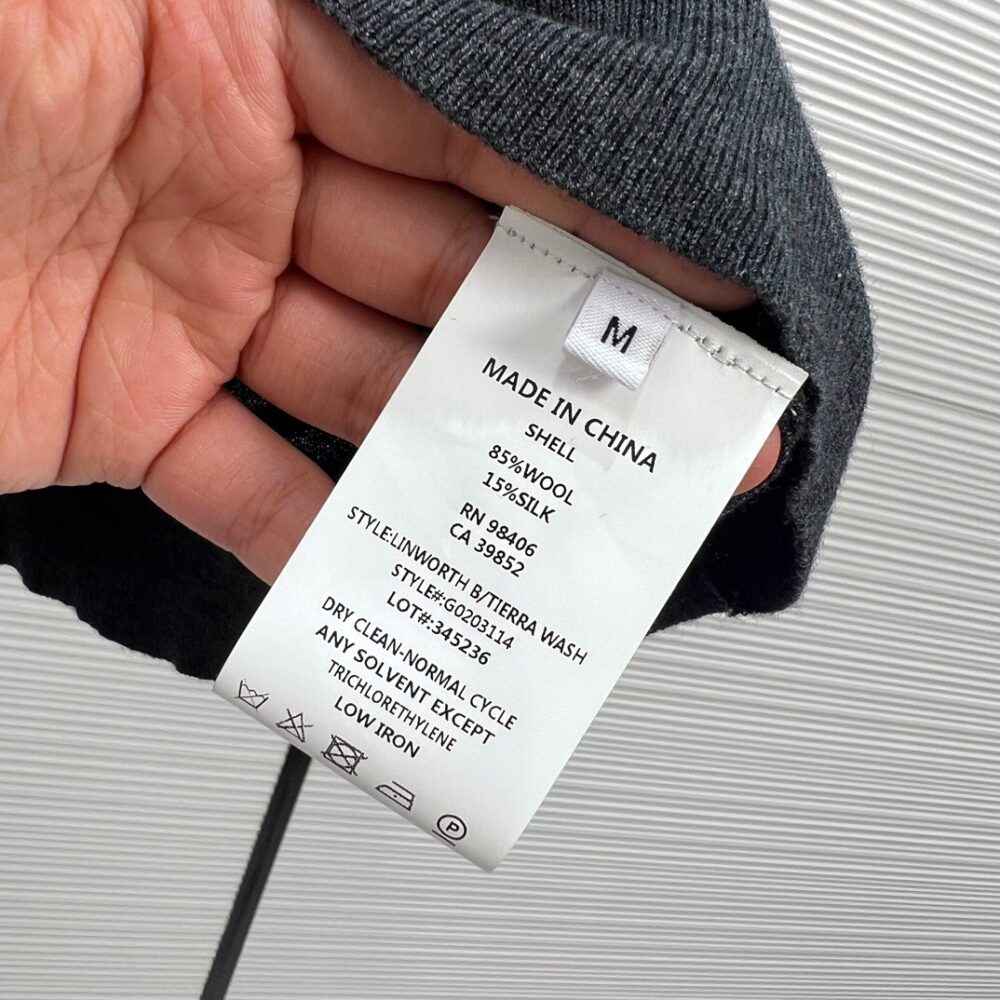 M
MADE IN CHINA
SHELL
85%WOOL
15%SILK
RN 98406
CA 39852
STYLE:LINWORTH B/TIERRA WASH
STYLE#:G0203114
LOT#:345236
DRY CLEAN-NORMAL CYCLE
ANY SOLVENT EXCEPT
TRICHLORETHYLENE
LOW IRON
P